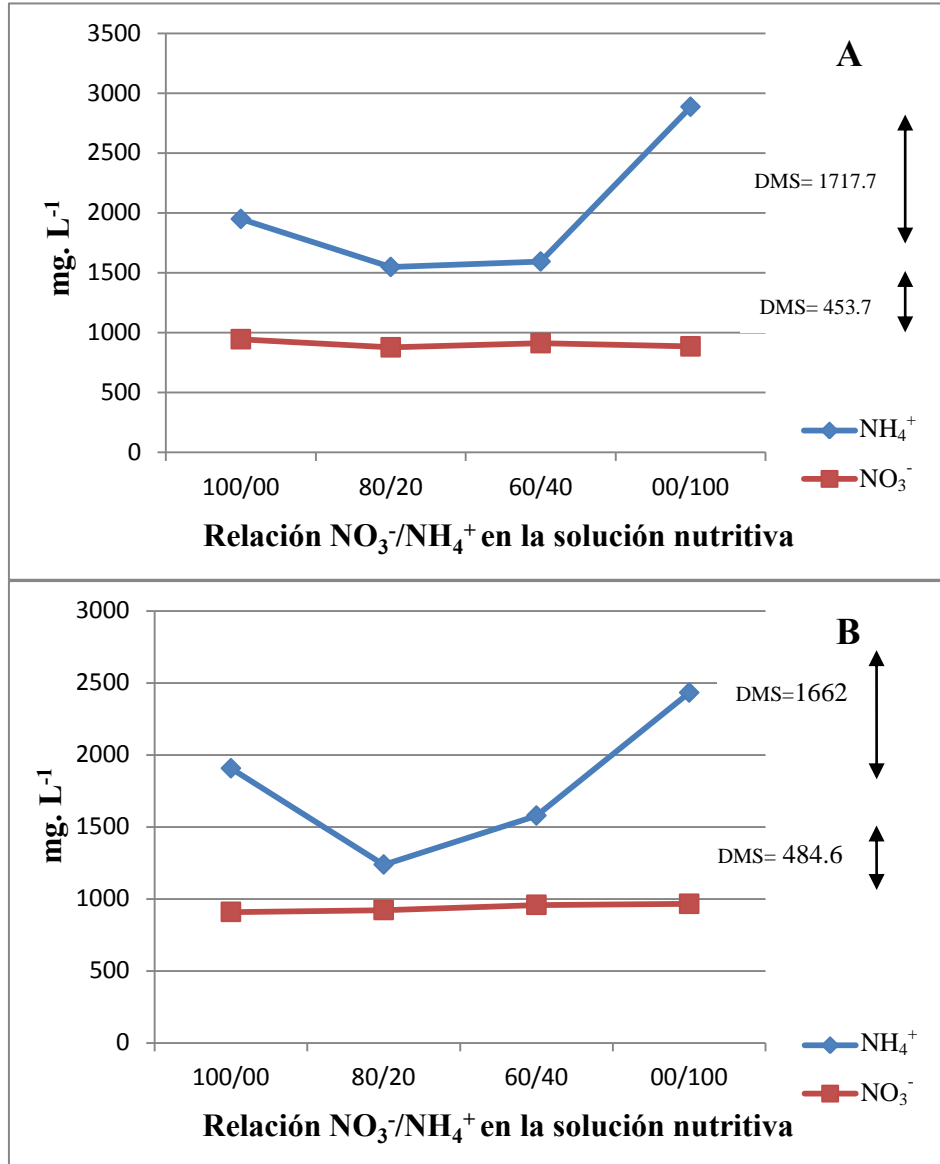 A
3500
3000
2500
2000
1500
1000
500
0
mg. L⁻¹
DMS= 1717.7
DMS= 453.7
NH₄⁺
NO₃⁻
100/00 80/20 60/40 00/100
Relación NO₃⁻/NH₄⁺ en la solución nutritiva
B
3000
2500
2000
1500
1000
500
0
mg. L⁻¹
DMS=1662
DMS= 484.6
NH₄⁺
NO₃⁻
100/00 80/20 60/40 00/100
Relación NO₃⁻/NH₄⁺ en la solución nutritiva